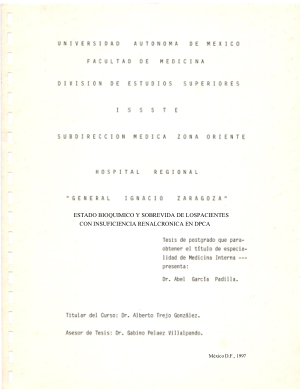 UNIVERSIDAD AUTONOMA DE MEXICO
FACULTAD DE MEDICINA
DIVISION DE ESTUDIOS SUPERIORES
I S S S T E
SUBDIRECCION MEDICA ZONA ORIENTE
HOSPITAL REGIONAL
"GENERAL IGNACIO ZARAGOZA"
ESTADO BIOQUIMICO Y SOBREVIDA DE LOSPACIENTES
CON INSUFICIENCIA RENALCRONICA EN DPCA
Tesis de postgrado que para-
obtener el título de especia-
lidad de Medicina Interna ---
presenta:
Dr. Abel García Padilla.
Titular del Curso: Dr. Alberto Trejo González.
Asesor de Tesis: Dr. Gabino Pelaez Villalpando.
México D.F., 1997